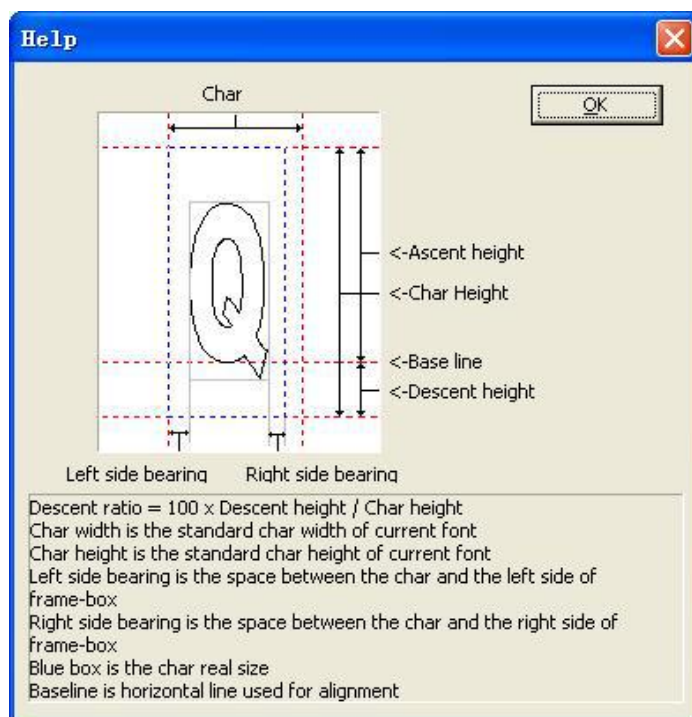 Help
Char
OK
<-Ascent height
<-Char Height
<-Base line
<-Descent height
Left side bearing
Right side bearing
Descent ratio = 100 x Descent height / Char height
Char width is the standard char width of current font
Char height is the standard char height of current font
Left side bearing is the space between the char and the left side of
frame-box
Right side bearing is the space between the char and the right side of
frame-box
Blue box is the char real size
Baseline is horizontal line used for alignment